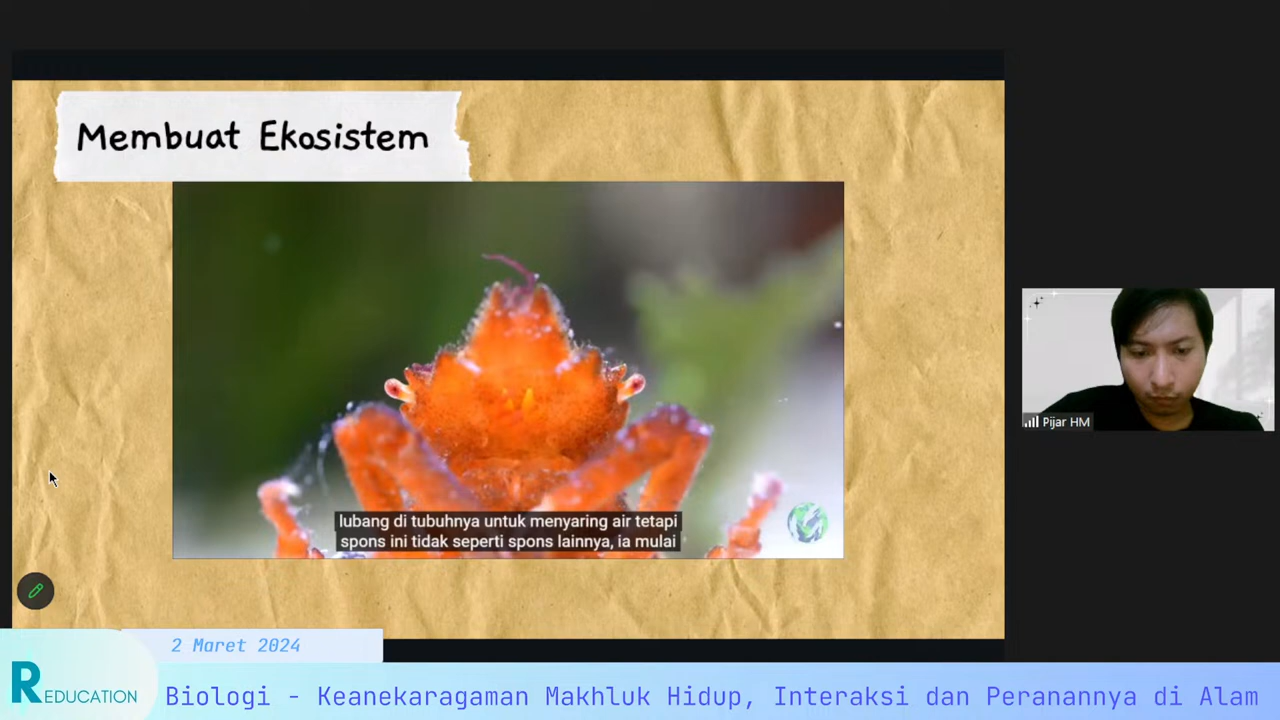 Membuat Ekosistem
lubang di tubuhnya untuk menyaring air tetapi
spons ini tidak seperti spons lainnya, ia mulai
Pijar HM
2 Maret 2024
REDUCATION
Biologi - Keanekaragaman Makhluk Hidup, Interaksi dan Peranannya di Alam